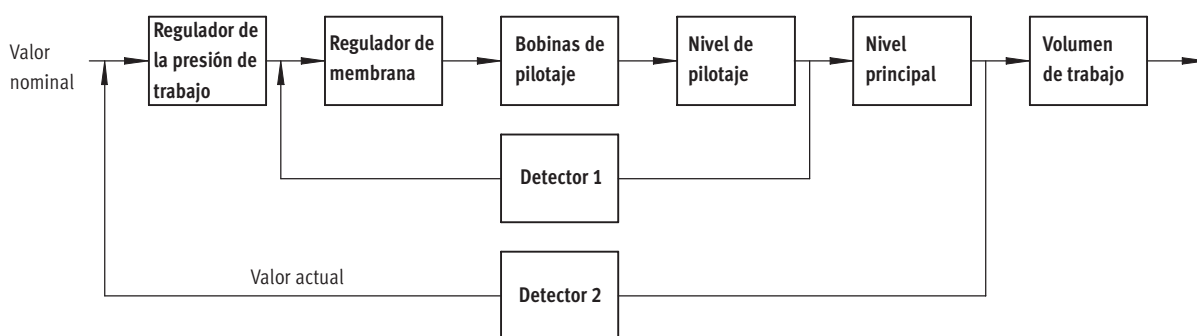 Valor
nominal
Regulador de
la presión de
trabajo
Regulador de
membrana
Bobinas de
pilotaje
Nivel de
pilotaje
Nivel
principal
Volumen
de trabajo
Detector 1
Valor actual
Detector 2